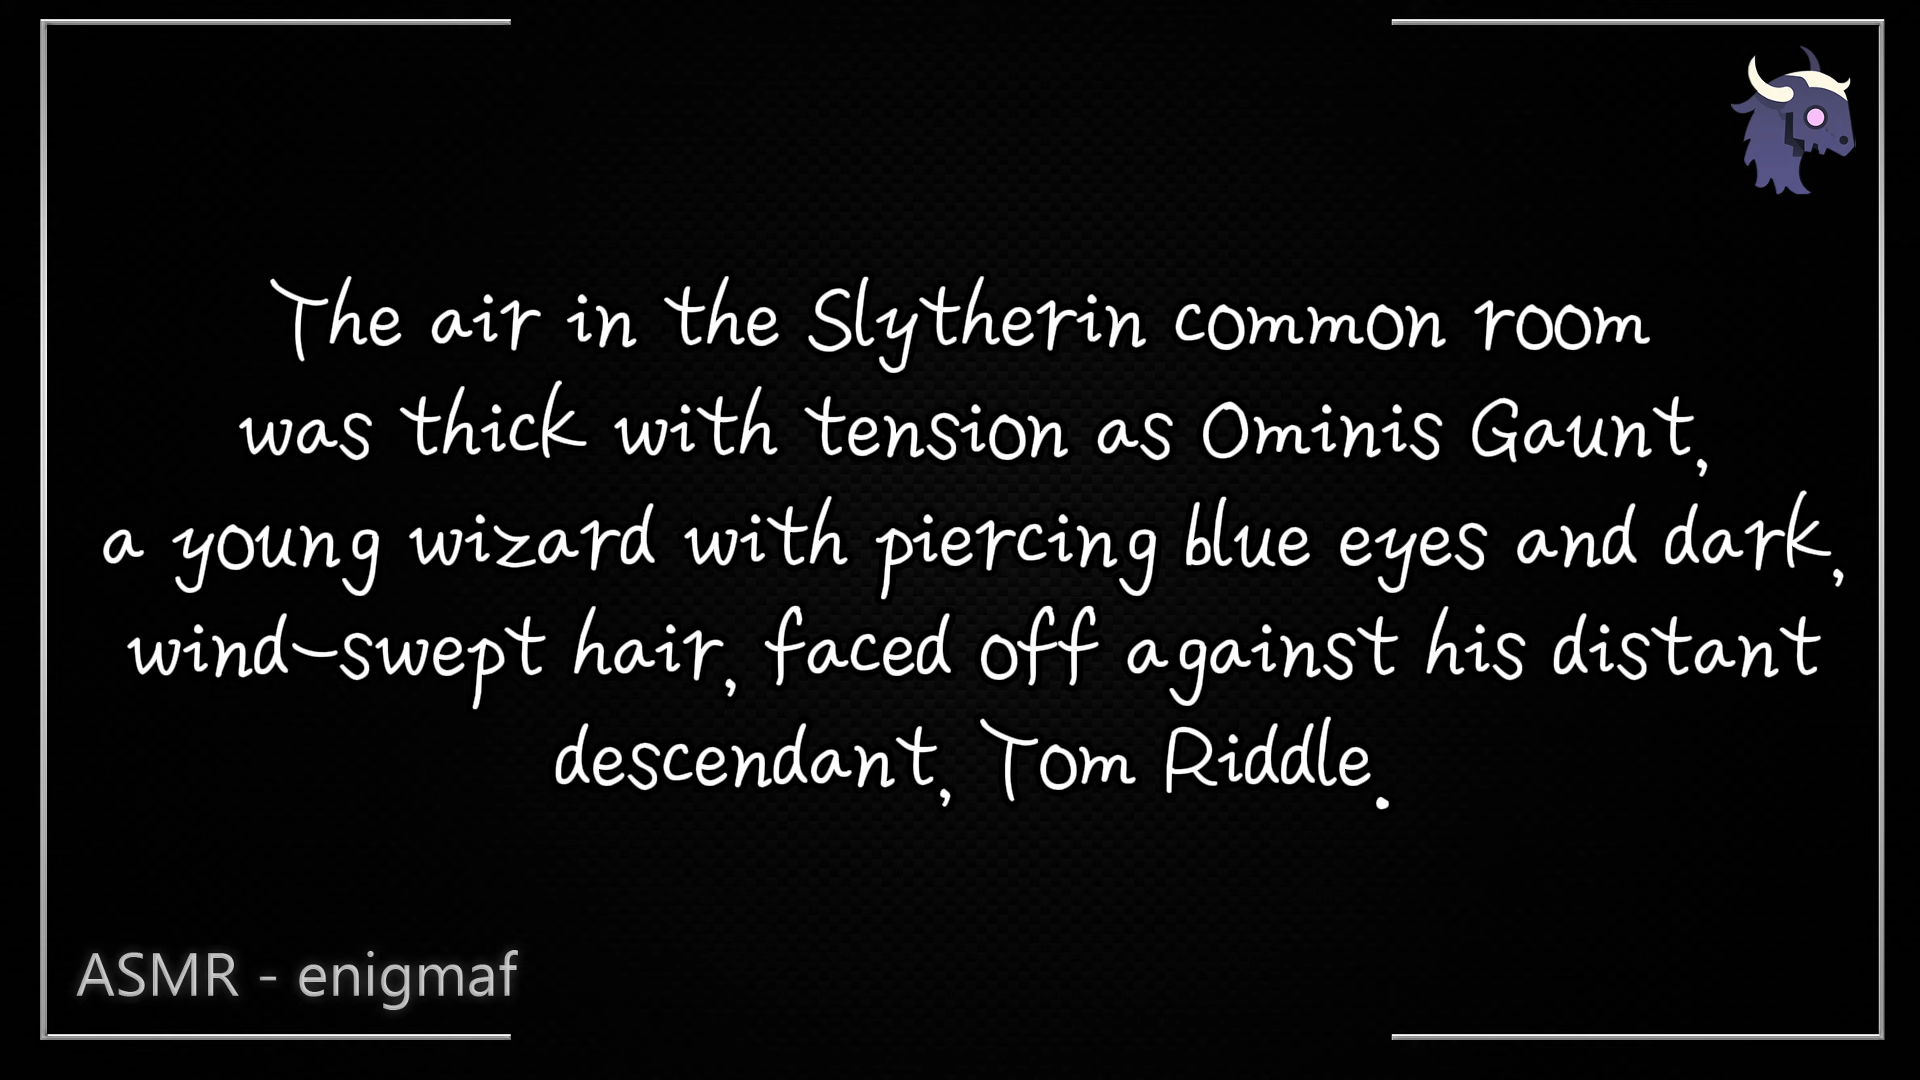 The air in the Slytherin common room
was thick with tension as Ominis Gaunt,
a young wizard with piercing blue eyes and dark,
wind-swept hair, faced off against his distant
descendant, Tom Riddle.
ASMR - enigmaf